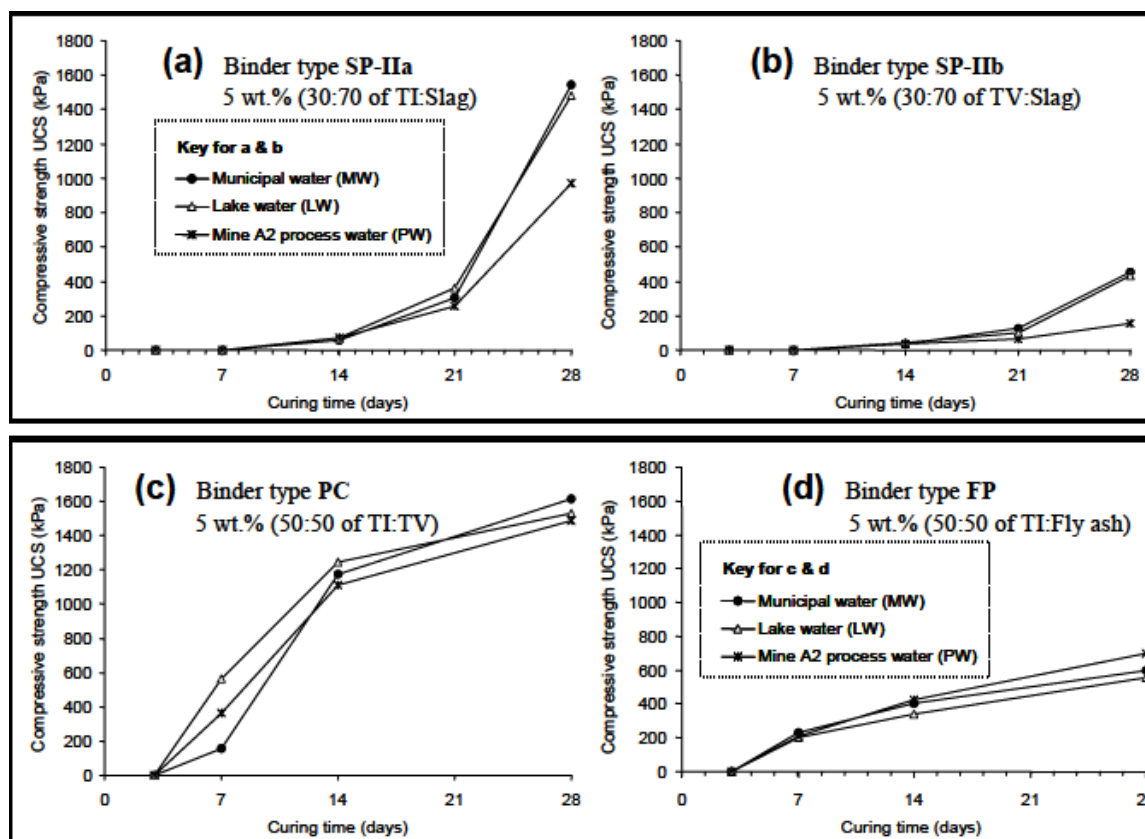 (a) Binder type SP-IIa
5 wt.% (30:70 of TI:Slag)
Key for a & b
Municipal water (MW)
Lake water (LW)
Mine A2 process water (PW)
Compressive strength UCS (kPa)
1800
1600
1400
1200
1000
800
600
400
200
0
0 7 14 21 28
Curing time (days)
(b) Binder type SP-IIb
5 wt.% (30:70 of TV:Slag)
Compressive strength UCS (kPa)
1800
1600
1400
1200
1000
800
600
400
200
0
0 7 14 21 28
Curing time (days)
(c) Binder type PC
5 wt.% (50:50 of TI:TV)
Compressive strength UCS (kPa)
1800
1600
1400
1200
1000
800
600
400
200
0
0 7 14 21 28
Curing time (days)
(d) Binder type FP
5 wt.% (50:50 of TI:Fly ash)
Key for c & d
Municipal water (MW)
Lake water (LW)
Mine A2 process water (PW)
Compressive strength UCS (kPa)
1800
1600
1400
1200
1000
800
600
400
200
0
0 7 14 21
Curing time (days)